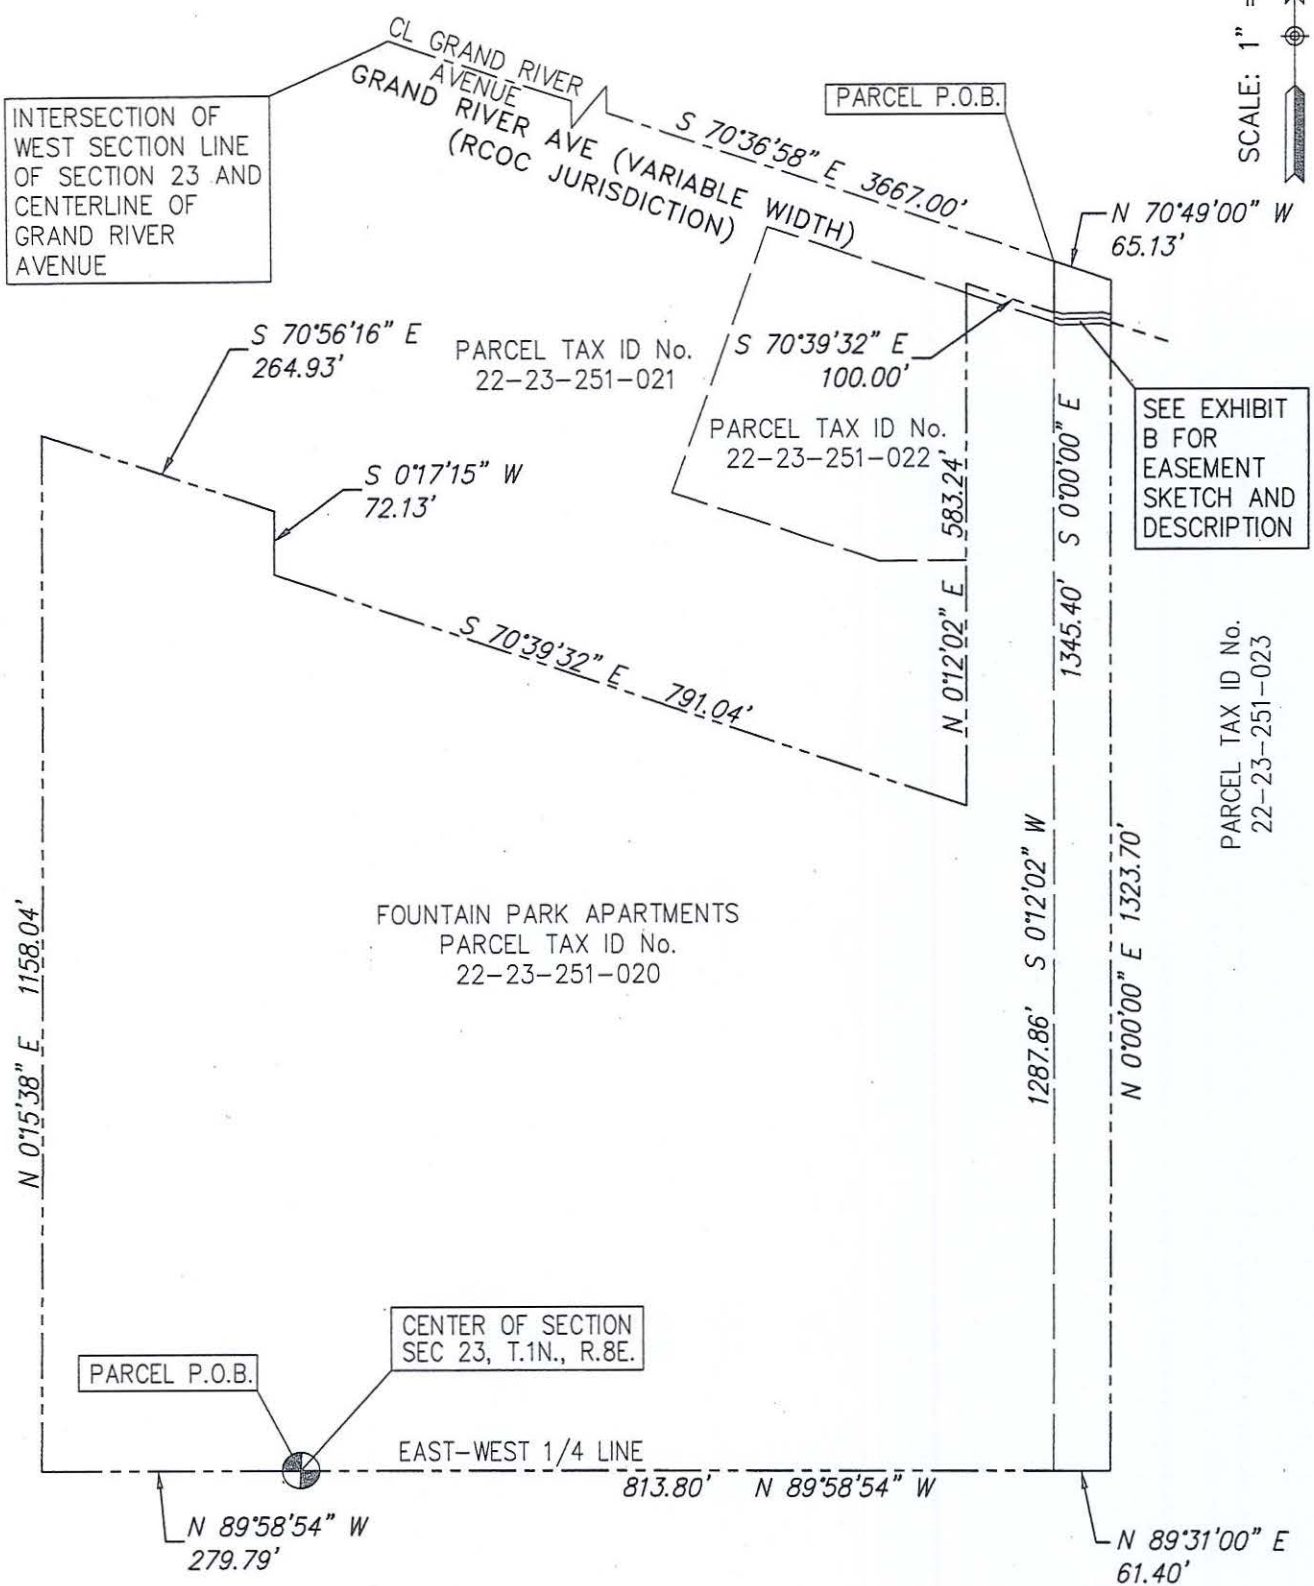 SCALE: 1" =
CL GRAND RIVER
AVENUE
GRAND RIVER AVE (VARIABLE WIDTH)
(RCOC JURISDICTION)
S 70°36'58" E 3667.00'
PARCEL P.O.B.
INTERSECTION OF
WEST SECTION LINE
OF SECTION 23 AND
CENTERLINE OF
GRAND RIVER
AVENUE
N 70°49'00" W
65.13'
S 70°56'16" E
264.93'
PARCEL TAX ID No.
22-23-251-021
S 70°39'32" E
100.00'
PARCEL TAX ID No.
22-23-251-022
SEE EXHIBIT
B FOR
EASEMENT
SKETCH AND
DESCRIPTION
S 0°17'15" W
72.13'
N 0°12'02" E 583.24'
1345.40' S 0°00'00" E
S 70°39'32" E 791.04'
PARCEL TAX ID No.
22-23-251-023
FOUNTAIN PARK APARTMENTS
PARCEL TAX ID No.
22-23-251-020
N 0°15'38" E 1158.04'
1287.86' S 0°12'02" W
N 0°00'00" E 1323.70'
CENTER OF SECTION
SEC 23, T.1N., R.8E.
PARCEL P.O.B.
EAST-WEST 1/4 LINE
813.80' N 89°58'54" W
N 89°58'54" W
279.79'
N 89°31'00" E
61.40'